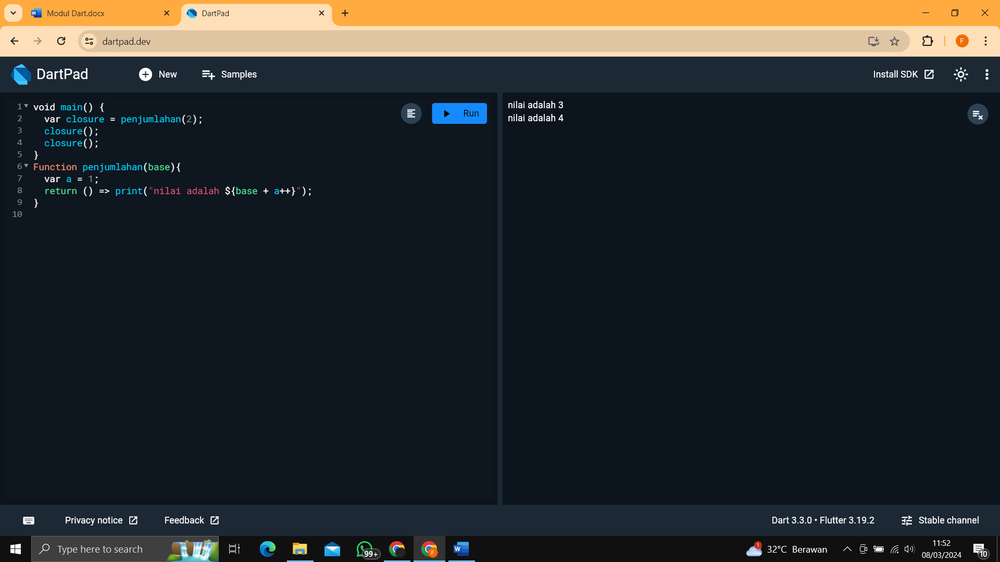 Modul Dart.docx
DartPad
dartpad.dev
F
DartPad
New
Samples
Install SDK
1 void main() {
2   var closure = penjumlahan(2);
3   closure();
4   closure();
5 }
6 Function penjumlahan(base){
7   var a = 1;
8   return () => print("nilai adalah ${base + a++}");
9 }
10
Run
nilai adalah 3
nilai adalah 4
Privacy notice
Feedback
Dart 3.3.0 • Flutter 3.19.2
Stable channel
Type here to search
99+
F
W
1
32°C Berawan
11:52
08/03/2024
10